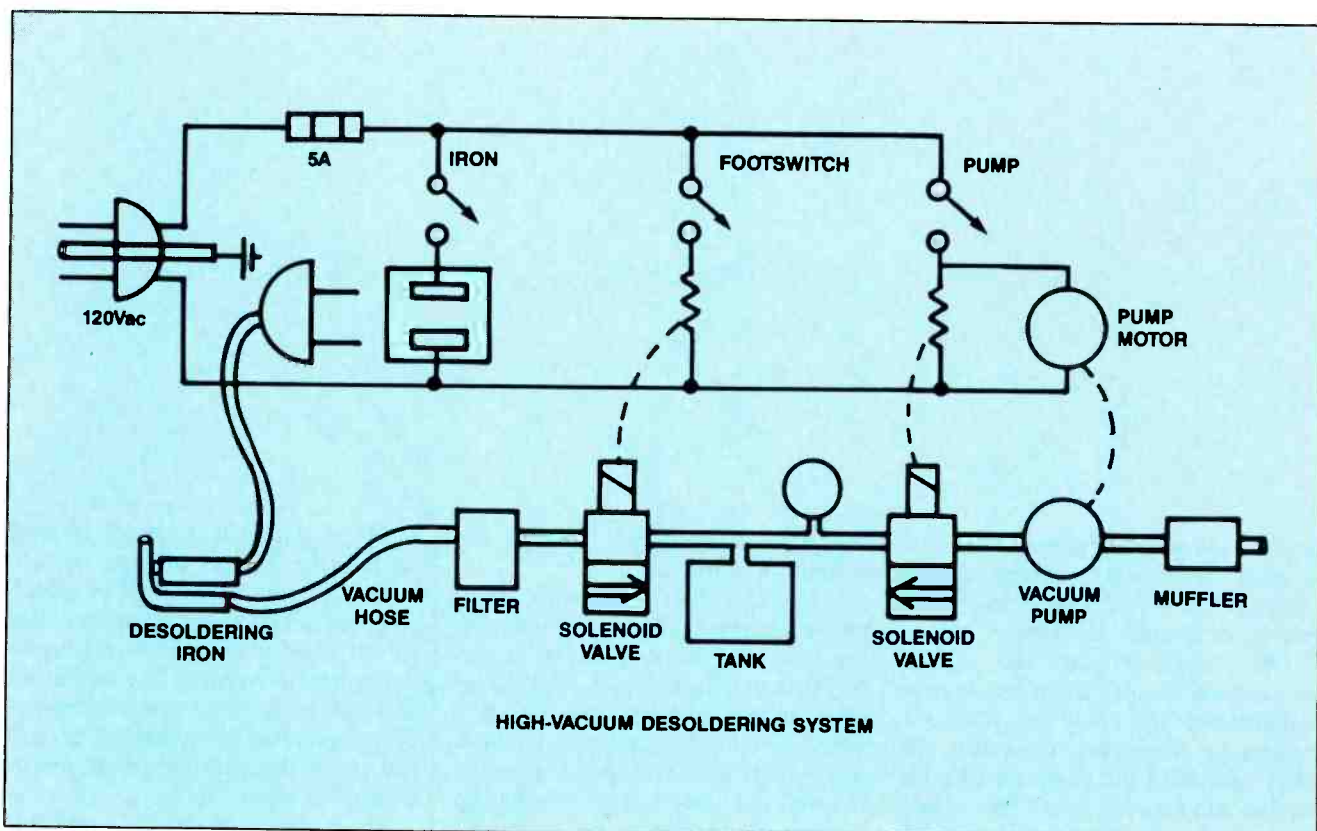 5A
IRON
FOOTSWITCH
PUMP
120Vac
PUMP
MOTOR
DESOLDERING
IRON
VACUUM
HOSE
FILTER
SOLENOID
VALVE
TANK
SOLENOID
VALVE
VACUUM
PUMP
MUFFLER
HIGH-VACUUM DESOLDERING SYSTEM